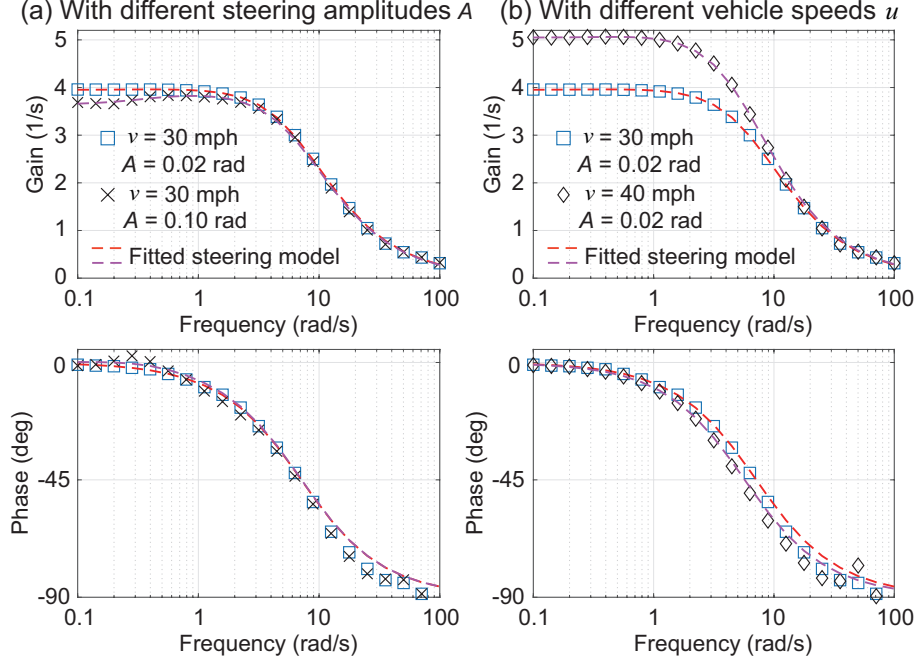 (a) With different steering amplitudes A
Gain (1/s)
5
4
3
2
1
0
v = 30 mph
A = 0.02 rad
v = 30 mph
A = 0.10 rad
Fitted steering model
0.1 1 10 100
Frequency (rad/s)
Phase (deg)
0
-45
-90
0.1 1 10 100
Frequency (rad/s)
(b) With different vehicle speeds u
Gain (1/s)
5
4
3
2
1
0
v = 30 mph
A = 0.02 rad
v = 40 mph
A = 0.02 rad
Fitted steering model
0.1 1 10 100
Frequency (rad/s)
Phase (deg)
0
-45
-90
0.1 1 10 100
Frequency (rad/s)